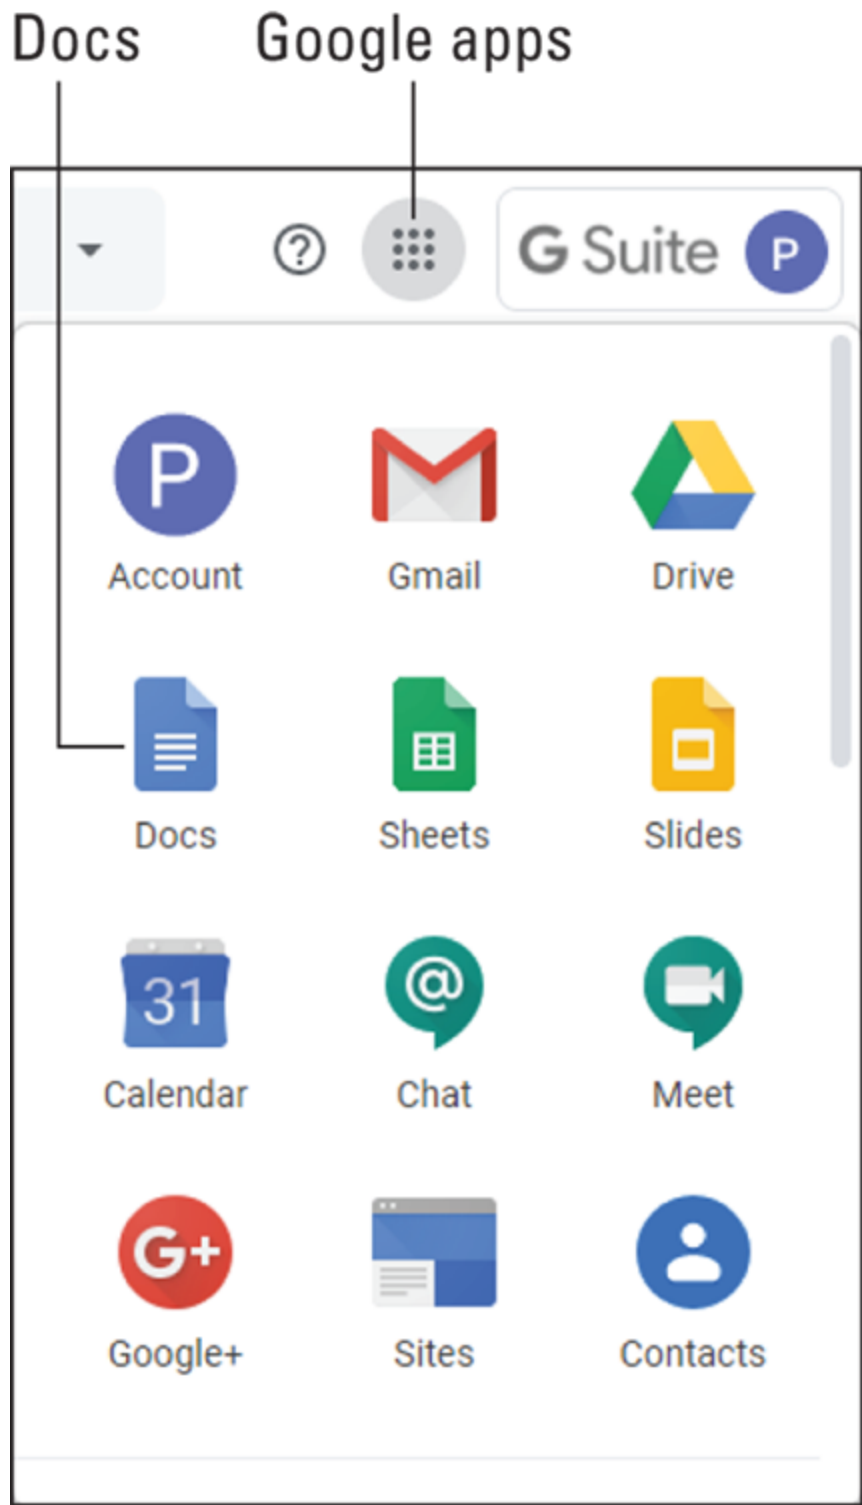 Docs Google apps
G Suite P
P
Account Gmail Drive
Docs Sheets Slides
31 @
Calendar Chat Meet
G+
Google+ Sites Contacts